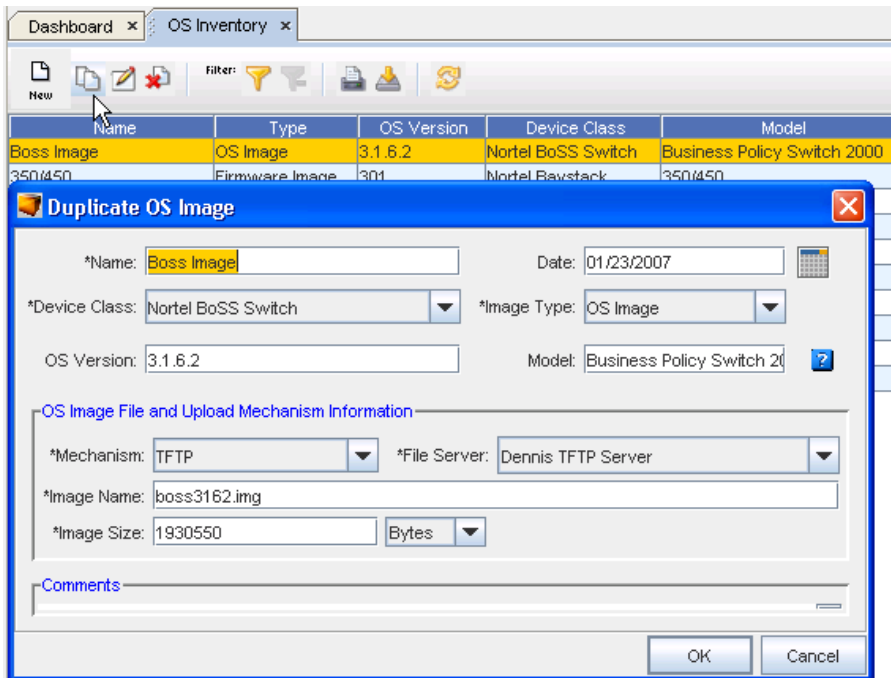 Dashboard × OS Inventory ×
New Filter:
Name Type OS Version Device Class Model
Boss Image OS Image 3.1.6.2 Nortel BoSS Switch Business Policy Switch 2000
350/450 Firmware Image 301 Nortel Baystack 350/450
Duplicate OS Image
*Name: Boss Image Date: 01/23/2007
*Device Class: Nortel BoSS Switch *Image Type: OS Image
OS Version: 3.1.6.2 Model: Business Policy Switch 20 ?
OS Image File and Upload Mechanism Information
*Mechanism: TFTP *File Server: Dennis TFTP Server
*Image Name: boss3162.img
*Image Size: 1930550 Bytes
Comments
OK Cancel